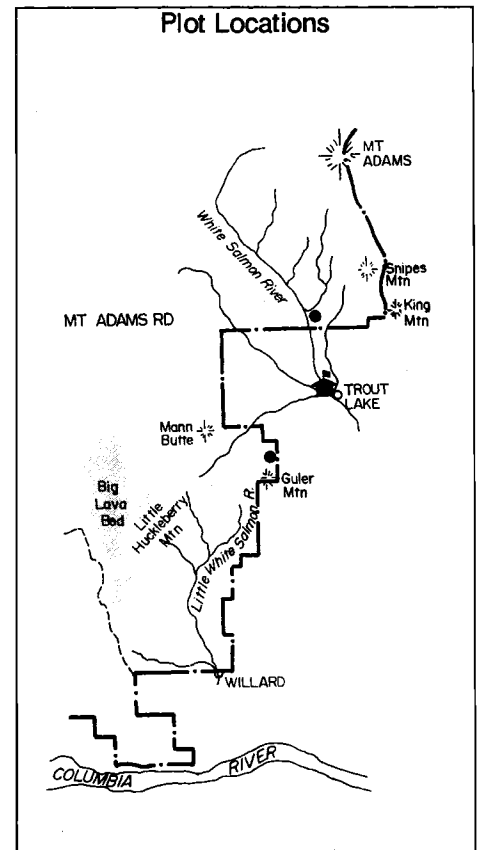 Plot Locations
MT
ADAMS
White Salmon River
Snipes
Mtn
King
Mtn
MT ADAMS RD
TROUT
LAKE
Mann
Butte
Guler
Mtn
Big
Lava
Bed
Little
Huckleberry
Mtn
Little White Salmon R.
WILLARD
COLUMBIA RIVER